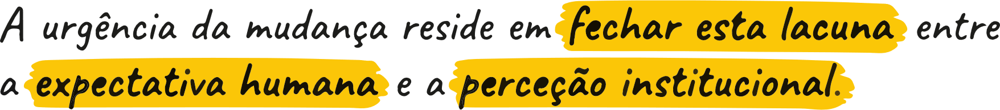 A urgência da mudança reside em fechar esta lacuna entre
a expectativa humana e a perceção institucional.